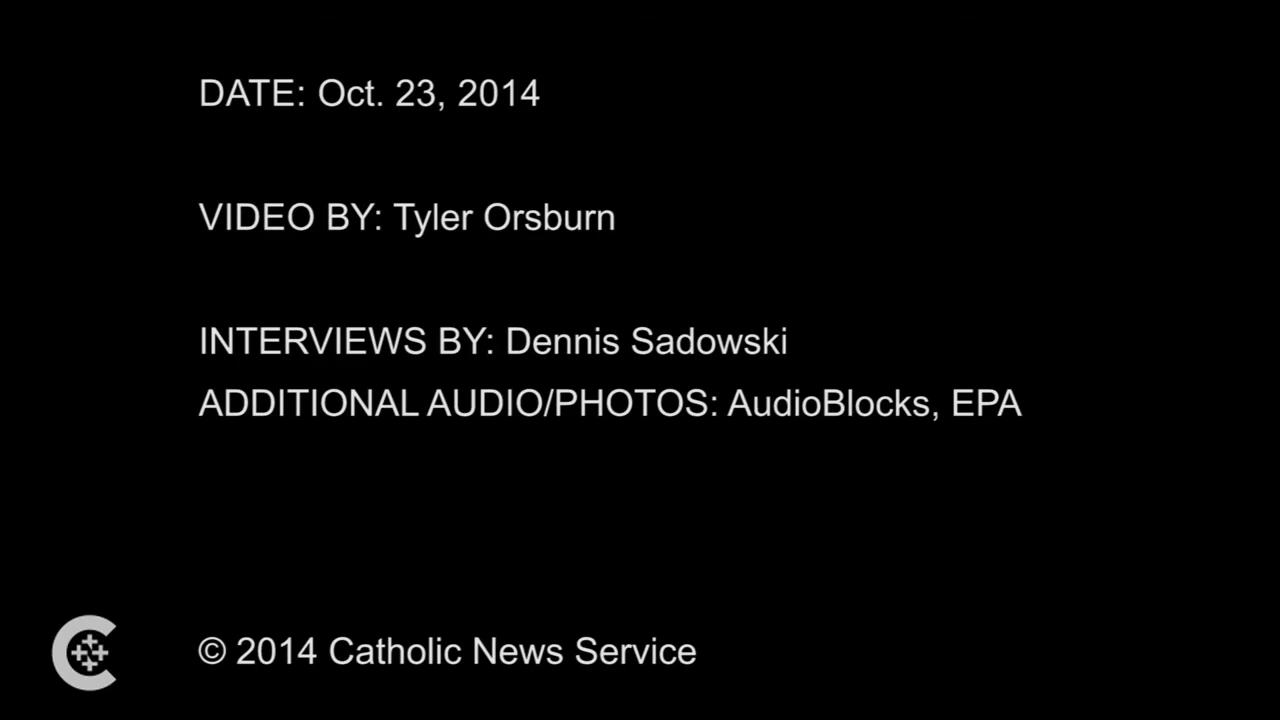 DATE: Oct. 23, 2014
VIDEO BY: Tyler Orsburn
INTERVIEWS BY: Dennis Sadowski
ADDITIONAL AUDIO/PHOTOS: AudioBlocks, EPA
© 2014 Catholic News Service